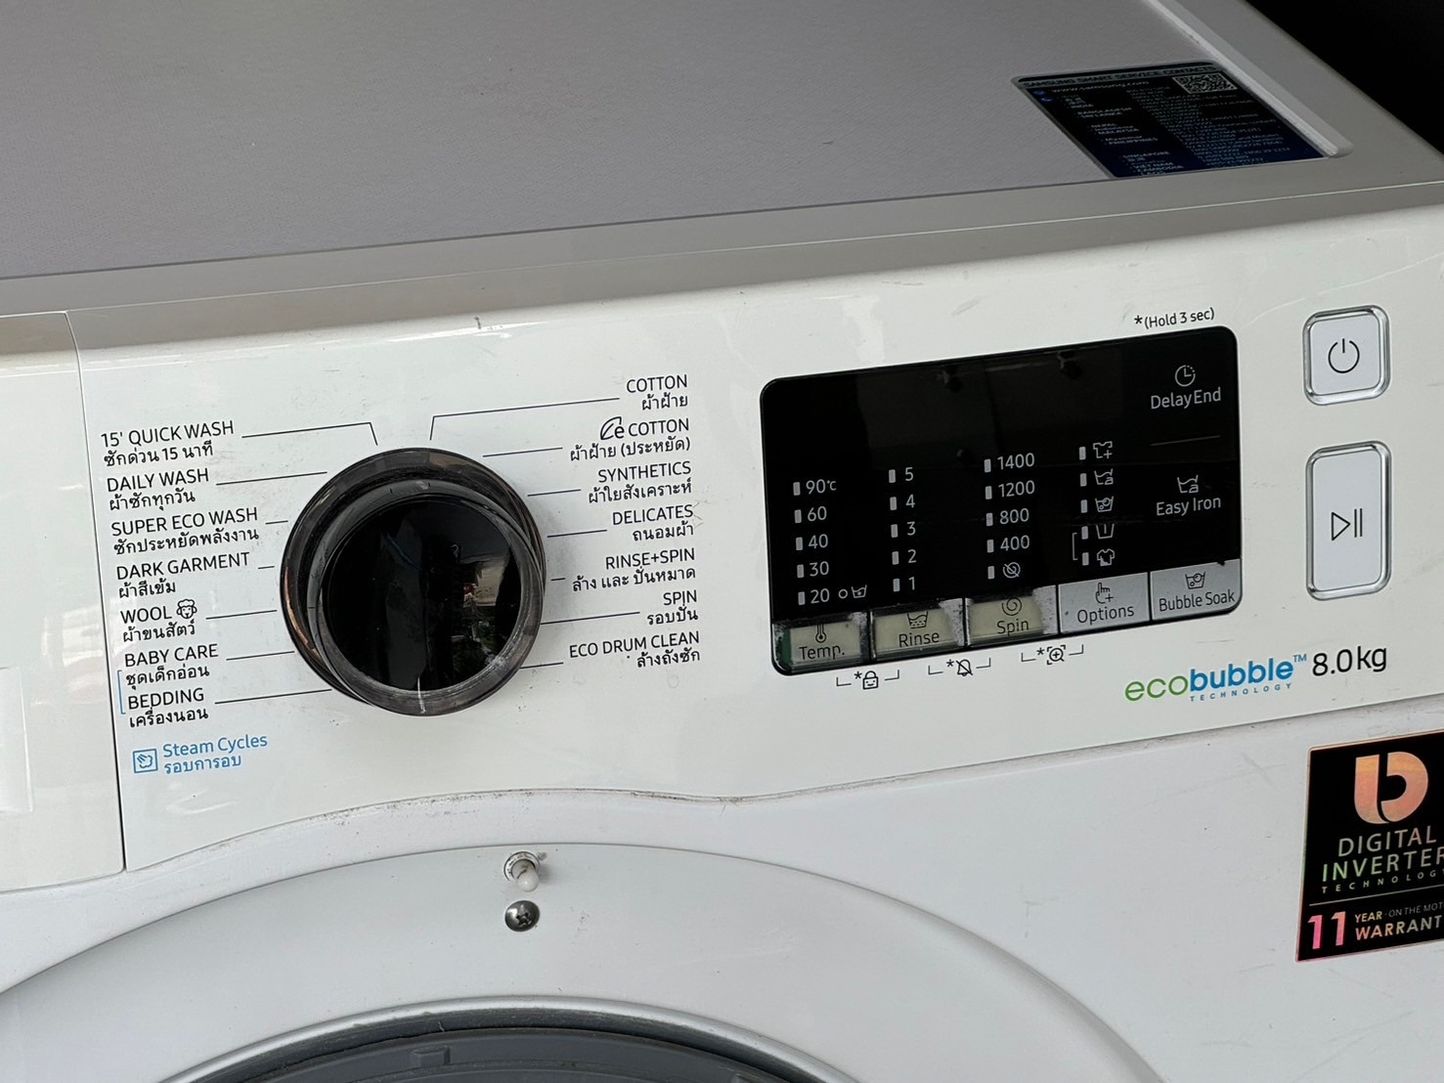 SAMSUNG SMART SERVICE CONTACTS
15' QUICK WASH
ซักด่วน 15 นาที
DAILY WASH
ผ้าซักทุกวัน
SUPER ECO WASH
ซักประหยัดพลังงาน
DARK GARMENT
ผ้าสีเข้ม
WOOL
ผ้าขนสัตว์
BABY CARE
ชุดเด็กอ่อน
BEDDING
เครื่องนอน
Steam Cycles
รอบการอบ
COTTON
ผ้าฝ้าย
e COTTON
ผ้าฝ้าย (ประหยัด)
SYNTHETICS
ผ้าใยสังเคราะห์
DELICATES
ถนอมผ้า
RINSE+SPIN
ล้าง และ ปั่นหมาด
SPIN
รอบปั่น
ECO DRUM CLEAN
ล้างถังซัก
*(Hold 3 sec)
90℃
60
40
30
20
Temp.
5
4
3
2
1
Rinse
1400
1200
800
400
Spin
Options
Delay End
Easy Iron
Bubble Soak
ecobubble™ 8.0kg
TECHNOLOGY
DIGITAL
INVERTER
TECHNOLOGY
11 YEAR ON THE MOT
WARRANT